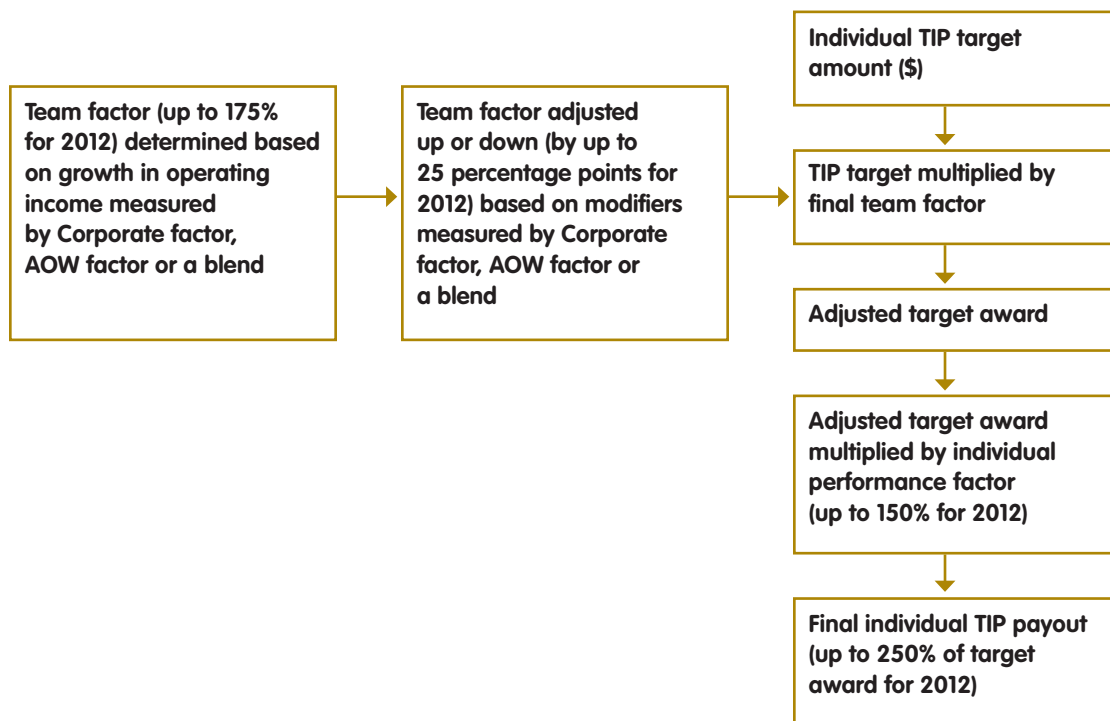 Team factor (up to 175%
for 2012) determined based
on growth in operating
income measured
by Corporate factor,
AOW factor or a blend
Team factor adjusted
up or down (by up to
25 percentage points for
2012) based on modifiers
measured by Corporate
factor, AOW factor or
a blend
Individual TIP target
amount ($)
TIP target multiplied by
final team factor
Adjusted target award
Adjusted target award
multiplied by individual
performance factor
(up to 150% for 2012)
Final individual TIP payout
(up to 250% of target
award for 2012)